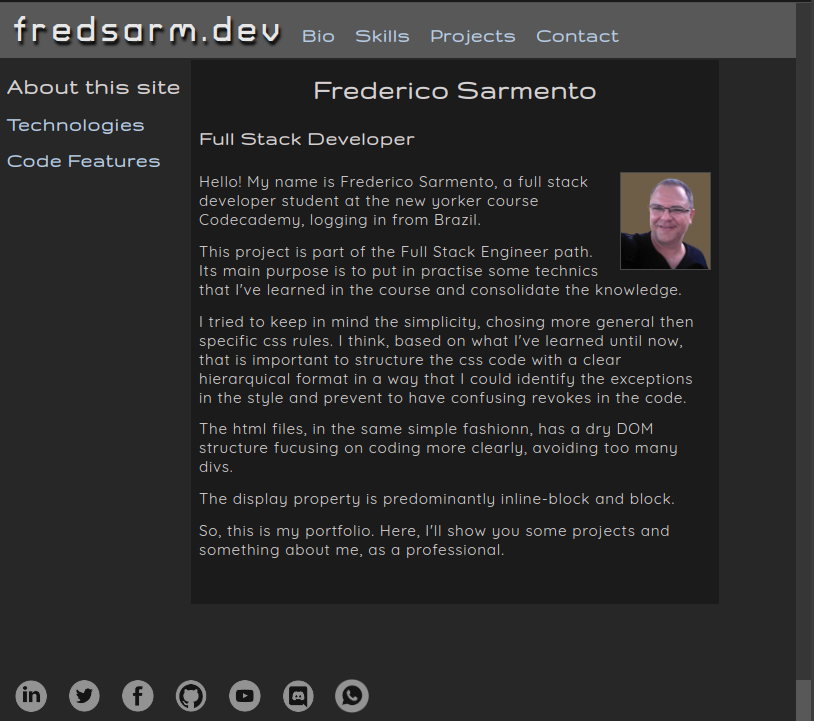 fredsarm.dev Bio Skills Projects Contact
About this site
Technologies
Code Features
Frederico Sarmento
Full Stack Developer
Hello! My name is Frederico Sarmento, a full stack
developer student at the new yorker course
Codecademy, logging in from Brazil.
This project is part of the Full Stack Engineer path.
Its main purpose is to put in practise some technics
that I've learned in the course and consolidate the knowledge.
I tried to keep in mind the simplicity, chosing more general then
specific css rules. I think, based on what I've learned until now,
that is important to structure the css code with a clear
hierarquical format in a way that I could identify the exceptions
in the style and prevent to have confusing revokes in the code.
The html files, in the same simple fashionn, has a dry DOM
structure fucusing on coding more clearly, avoiding too many
divs.
The display property is predominantly inline-block and block.
So, this is my portfolio. Here, I'll show you some projects and
something about me, as a professional.
in